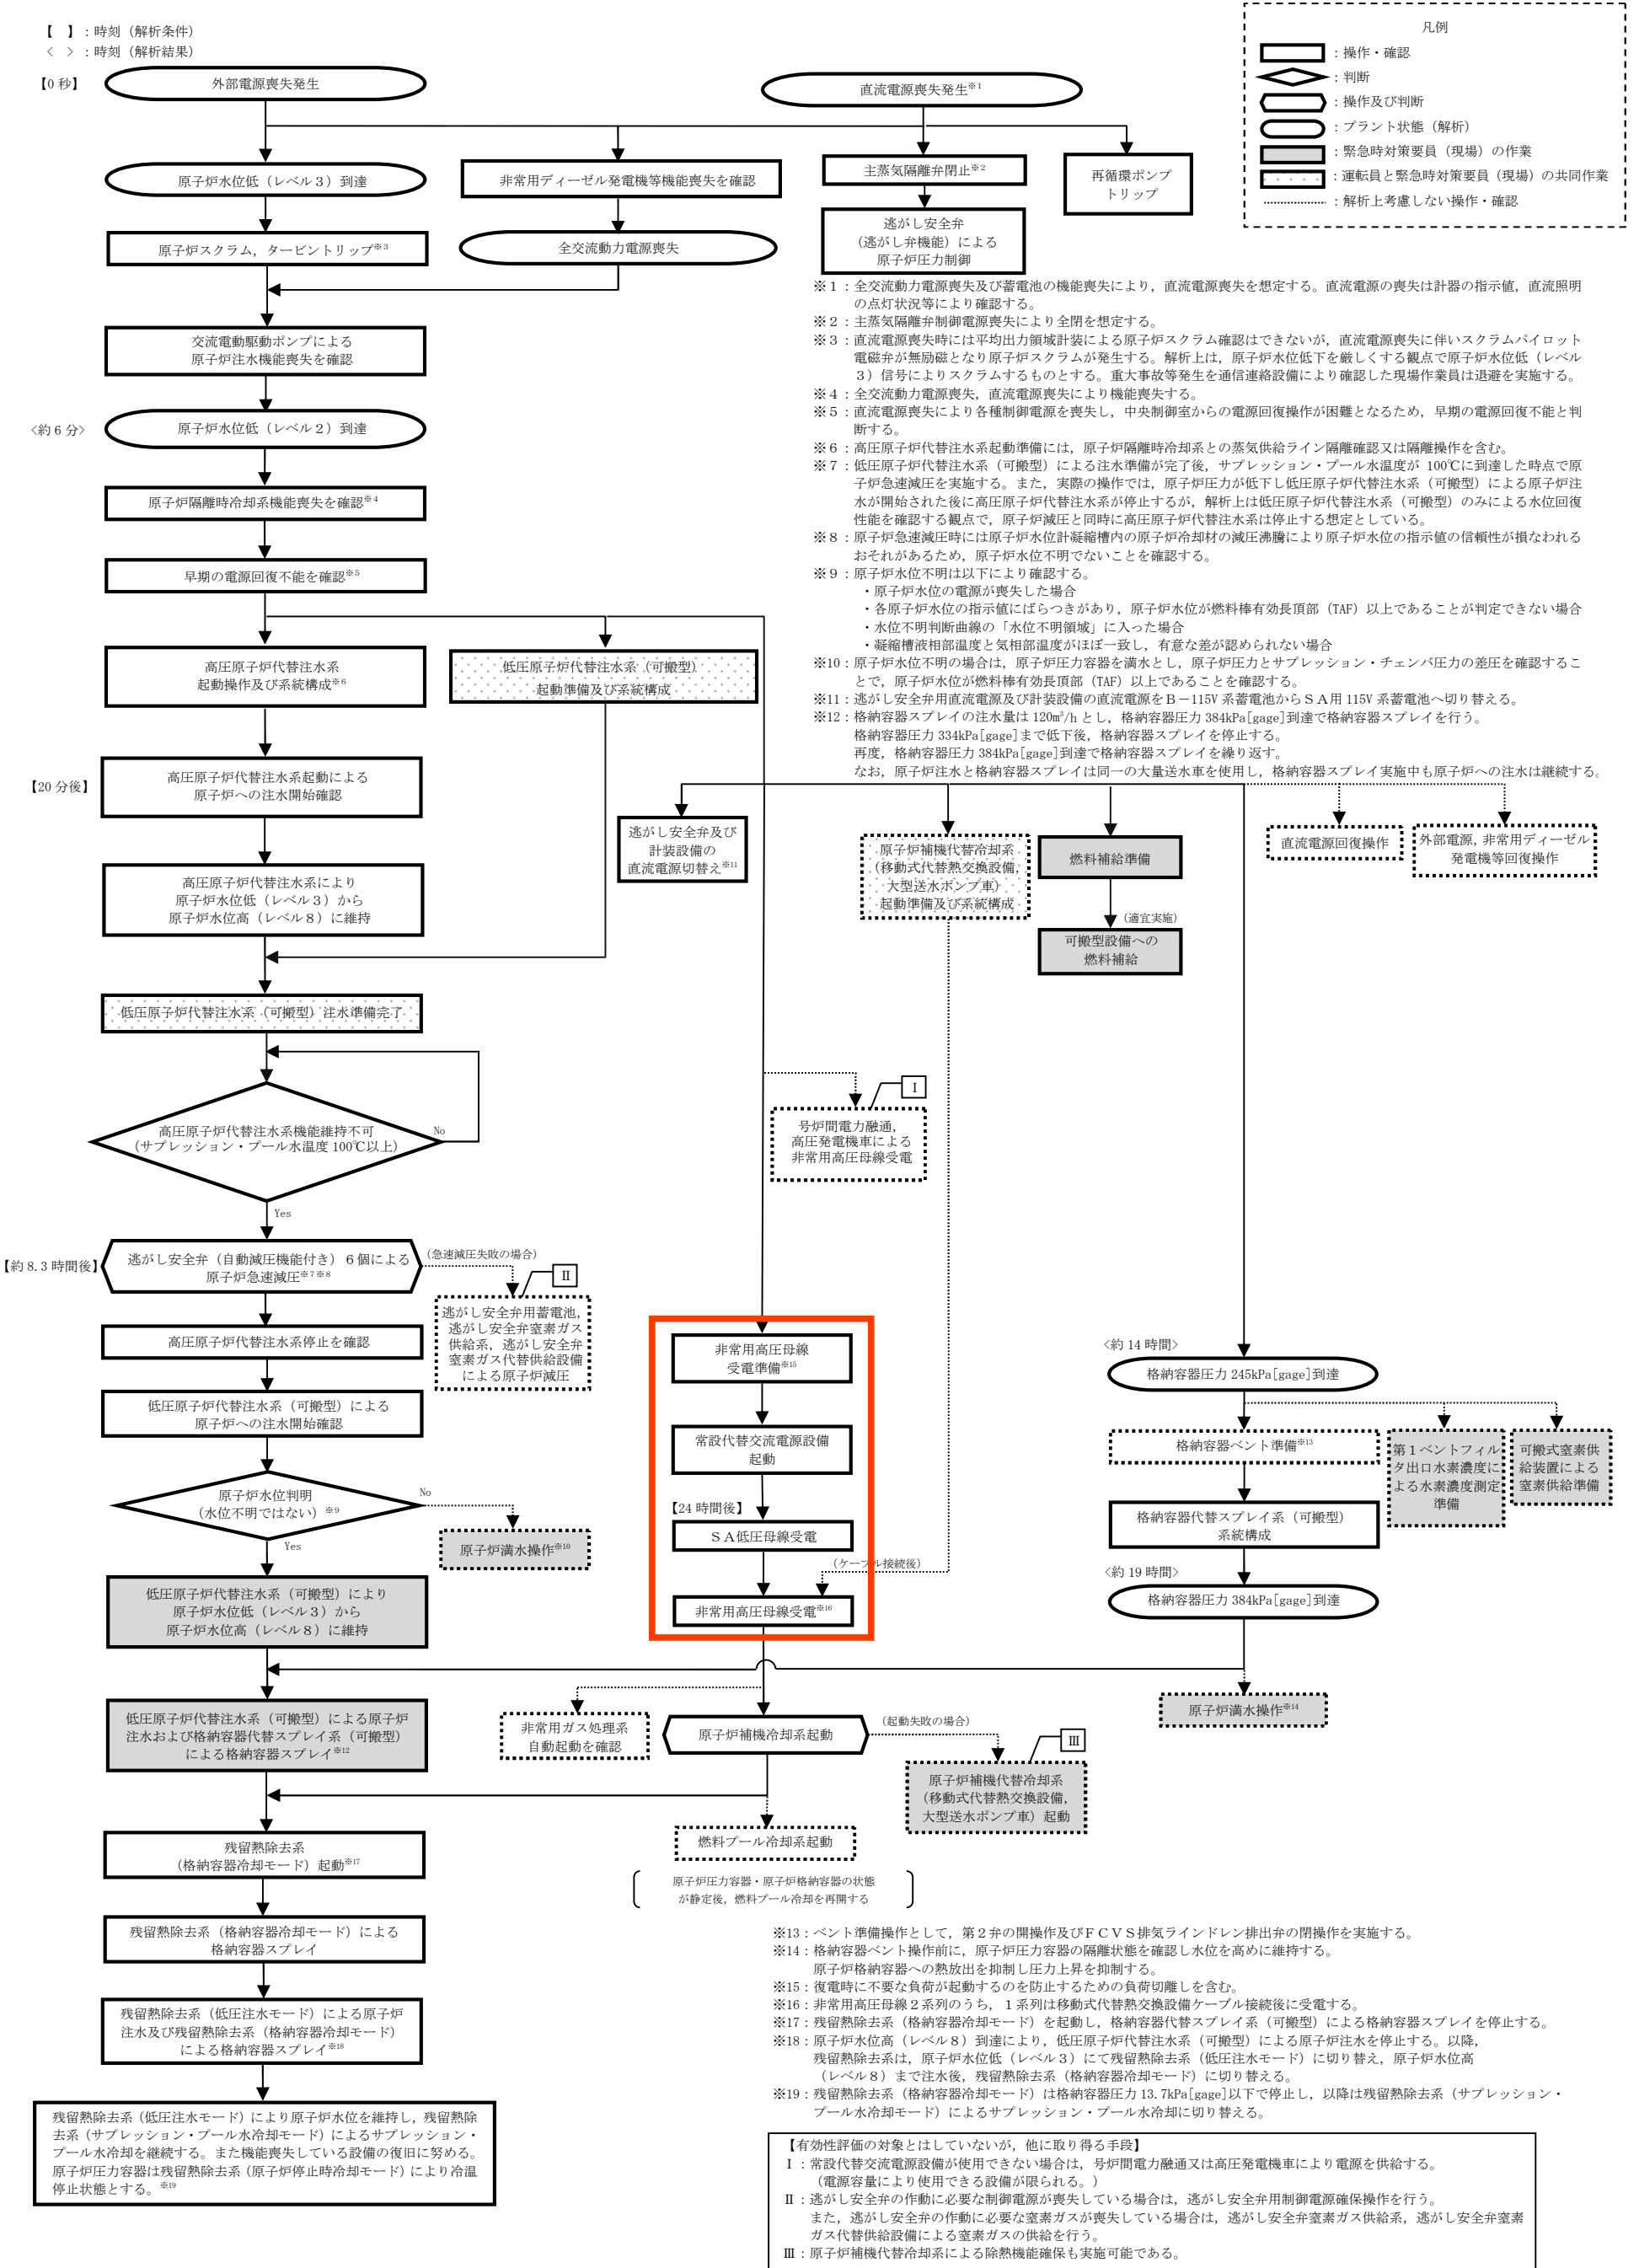 【　】：時刻（解析条件）
＜　＞：時刻（解析結果）
【0 秒】
外部電源喪失発生
直流電源喪失発生※1
凡例
：操作・確認
：判断
：操作及び判断
：プラント状態（解析）
：緊急時対策要員（現場）の作業
：運転員と緊急時対策要員（現場）の共同作業
：解析上考慮しない操作・確認
原子炉水位低（レベル３）到達
非常用ディーゼル発電機等機能喪失を確認
主蒸気隔離弁閉止※2
再循環ポンプ
トリップ
原子炉スクラム，タービントリップ※3
全交流動力電源喪失
逃がし安全弁
（逃がし弁機能）による
原子炉圧力制御
交流電動駆動ポンプによる
原子炉注水機能喪失を確認
＜約６分＞
原子炉水位低（レベル２）到達
原子炉隔離時冷却系機能喪失を確認※4
早期の電源回復不能を確認※5
高圧原子炉代替注水系
起動操作及び系統構成※6
低圧原子炉代替注水系（可搬型）
起動準備及び系統構成
【20 分後】
高圧原子炉代替注水系起動による
原子炉への注水開始確認
高圧原子炉代替注水系により
原子炉水位低（レベル３）から
原子炉水位高（レベル８）に維持
※１：全交流動力電源喪失及び蓄電池の機能喪失により，直流電源喪失を想定する。直流電源の喪失は計器の指示値，直流照明
の点灯状況等により確認する。
※２：主蒸気隔離弁制御電源喪失により全閉を想定する。
※３：直流電源喪失時には平均出力領域計装による原子炉スクラム確認はできないが，直流電源喪失に伴いスクラムパイロット
電磁弁が無励磁となり原子炉スクラムが発生する。解析上は，原子炉水位低下を厳しくする観点で原子炉水位低（レベル
３）信号によりスクラムするものとする。重大事故等発生を通信連絡設備により確認した現場作業員は退避を実施する。
※４：全交流動力電源喪失，直流電源喪失により機能喪失する。
※５：直流電源喪失により各種制御電源を喪失し，中央制御室からの電源回復操作が困難となるため，早期の電源回復不能と判
断する。
※６：高圧原子炉代替注水系起動準備には，原子炉隔離時冷却系との蒸気供給ライン隔離確認又は隔離操作を含む。
※７：低圧原子炉代替注水系（可搬型）による注水準備が完了後，サプレッション・プール水温度が 100℃に到達した時点で原
子炉急速減圧を実施する。また，実際の操作では，原子炉圧力が低下し低圧原子炉代替注水系（可搬型）による原子炉注
水が開始された後に高圧原子炉代替注水系が停止するが，解析上は低圧原子炉代替注水系（可搬型）のみによる水位回復
性能を確認する観点で，原子炉減圧と同時に高圧原子炉代替注水系は停止する想定としている。
※８：原子炉急速減圧時には原子炉水位計凝縮槽内の原子炉冷却材の減圧沸騰により原子炉水位の指示値の信頼性が損なわれる
おそれがあるため，原子炉水位不明でないことを確認する。
※９：原子炉水位不明は以下により確認する。
・原子炉水位の電源が喪失した場合
・各原子炉水位の指示値にばらつきがあり，原子炉水位が燃料棒有効長頂部（TAF）以上であることが判定できない場合
・水位不明判断曲線の「水位不明領域」に入った場合
・凝縮槽液相部温度と気相部温度がほぼ一致し，有意な差が認められない場合
※10：原子炉水位不明の場合は，原子炉圧力容器を満水とし，原子炉圧力とサプレッション・チェンバ圧力の差圧を確認するこ
とで，原子炉水位が燃料棒有効長頂部（TAF）以上であることを確認する。
※11：逃がし安全弁用直流電源及び計装設備の直流電源をＢ－115V 系蓄電池からＳＡ用 115V 系蓄電池へ切り替える。
※12：格納容器スプレイの注水量は 120m³/h とし，格納容器圧力 384kPa[gage]到達で格納容器スプレイを行う。
格納容器圧力 334kPa[gage]まで低下後，格納容器スプレイを停止する。
再度，格納容器圧力 384kPa[gage]到達で格納容器スプレイを繰り返す。
なお，原子炉注水と格納容器スプレイは同一の大量送水車を使用し，格納容器スプレイ実施中も原子炉への注水は継続する。
逃がし安全弁及び
計装設備の
直流電源切替え※11
原子炉補機代替冷却系
（移動式代替熱交換設備，
大型送水ポンプ車）
起動準備及び系統構成
燃料補給準備
（適宜実施）
可搬型設備への
燃料補給
直流電源回復操作
外部電源，非常用ディーゼル
発電機等回復操作
低圧原子炉代替注水系（可搬型）注水準備完了
高圧原子炉代替注水系機能維持不可
（サプレッション・プール水温度 100℃以上）
No
Yes
Ⅰ
号炉間電力融通，
高圧発電機車による
非常用高圧母線受電
【約 8.3 時間後】
逃がし安全弁（自動減圧機能付き）６個による
原子炉急速減圧※7※8
（急速減圧失敗の場合）
Ⅱ
逃がし安全弁用蓄電池，
逃がし安全弁窒素ガス
供給系，逃がし安全弁
窒素ガス代替供給設備
による原子炉減圧
高圧原子炉代替注水系停止を確認
低圧原子炉代替注水系（可搬型）による
原子炉への注水開始確認
原子炉水位判明
（水位不明ではない）※9
No
Yes
原子炉満水操作※10
低圧原子炉代替注水系（可搬型）により
原子炉水位低（レベル３）から
原子炉水位高（レベル８）に維持
非常用高圧母線
受電準備※15
常設代替交流電源設備
起動
【24 時間後】
ＳＡ低圧母線受電
（ケーブル接続後）
非常用高圧母線受電※16
＜約 14 時間＞
格納容器圧力 245kPa[gage]到達
格納容器ベント準備※13
第１ベントフィル
タ出口水素濃度に
よる水素濃度測定
準備
可搬式窒素供
給装置による
窒素供給準備
格納容器代替スプレイ系（可搬型）
系統構成
＜約 19 時間＞
格納容器圧力 384kPa[gage]到達
原子炉満水操作※14
低圧原子炉代替注水系（可搬型）による原子炉
注水および格納容器代替スプレイ系（可搬型）
による格納容器スプレイ※12
非常用ガス処理系
自動起動を確認
原子炉補機冷却系起動
（起動失敗の場合）
Ⅲ
原子炉補機代替冷却系
（移動式代替熱交換設備，
大型送水ポンプ車）起動
燃料プール冷却系起動
原子炉圧力容器・原子炉格納容器の状態
が静定後，燃料プール冷却を再開する
残留熱除去系
（格納容器冷却モード）起動※17
残留熱除去系（格納容器冷却モード）による
格納容器スプレイ
残留熱除去系（低圧注水モード）による原子炉
注水及び残留熱除去系（格納容器冷却モード）
による格納容器スプレイ※18
残留熱除去系（低圧注水モード）により原子炉水位を維持し，残留熱除
去系（サプレッション・プール水冷却モード）によるサプレッション・
プール水冷却を継続する。また機能喪失している設備の復旧に努める。
原子炉圧力容器は残留熱除去系（原子炉停止時冷却モード）により冷温
停止状態とする。※19
※13：ベント準備操作として，第２弁の開操作及びＦＣＶＳ排気ラインドレン排出弁の閉操作を実施する。
※14：格納容器ベント操作前に，原子炉圧力容器の隔離状態を確認し水位を高めに維持する。
原子炉格納容器への熱放出を抑制し圧力上昇を抑制する。
※15：復電時に不要な負荷が起動するのを防止するための負荷切離しを含む。
※16：非常用高圧母線２系列のうち，１系列は移動式代替熱交換設備ケーブル接続後に受電する。
※17：残留熱除去系（格納容器冷却モード）を起動し，格納容器代替スプレイ系（可搬型）による格納容器スプレイを停止する。
※18：原子炉水位高（レベル８）到達により，低圧原子炉代替注水系（可搬型）による原子炉注水を停止する。以降，
残留熱除去系は，原子炉水位低（レベル３）にて残留熱除去系（低圧注水モード）に切り替え，原子炉水位高
（レベル８）まで注水後，残留熱除去系（格納容器冷却モード）に切り替える。
※19：残留熱除去系（格納容器冷却モード）は格納容器圧力 13.7kPa[gage]以下で停止し，以降は残留熱除去系（サプレッション・
プール水冷却モード）によるサプレッション・プール水冷却に切り替える。
【有効性評価の対象とはしていないが，他に取り得る手段】
Ⅰ：常設代替交流電源設備が使用できない場合は，号炉間電力融通又は高圧発電機車により電源を供給する。
（電源容量により使用できる設備が限られる。）
Ⅱ：逃がし安全弁の作動に必要な制御電源が喪失している場合は，逃がし安全弁用制御電源確保操作を行う。
また，逃がし安全弁の作動に必要な窒素ガスが喪失している場合は，逃がし安全弁窒素ガス供給系，逃がし安全弁窒素
ガス代替供給設備による窒素ガスの供給を行う。
Ⅲ：原子炉補機代替冷却系による除熱機能確保も実施可能である。